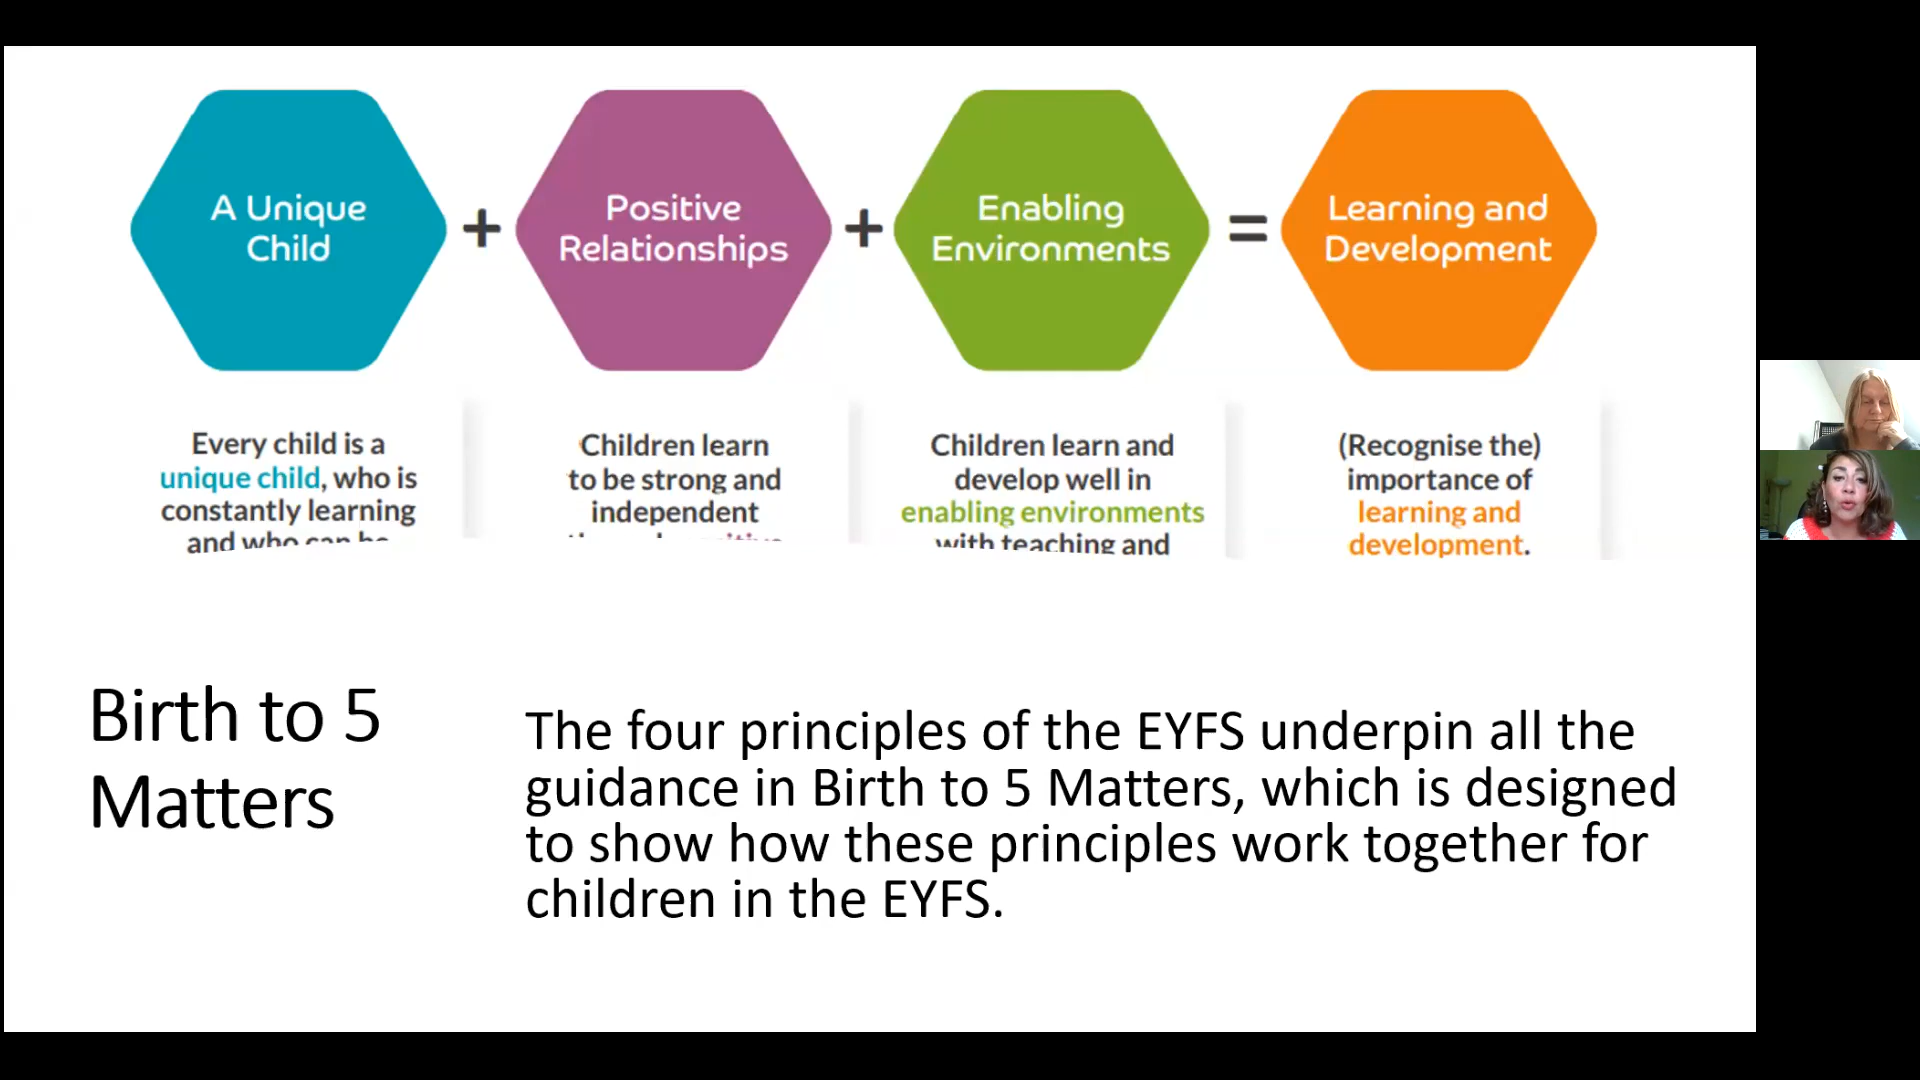 A Unique
Child
+
Positive
Relationships
+
Enabling
Environments
=
Learning and
Development
Every child is a
unique child, who is
constantly learning
and who can be
Children learn
to be strong and
independent
Children learn and
develop well in
enabling environments
with teaching and
(Recognise the)
importance of
learning and
development.
Birth to 5
Matters
The four principles of the EYFS underpin all the
guidance in Birth to 5 Matters, which is designed
to show how these principles work together for
children in the EYFS.